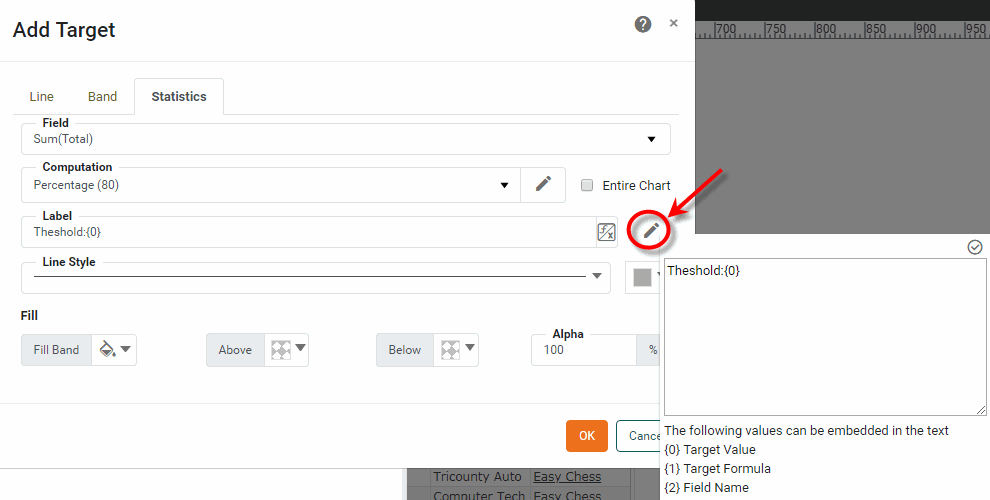 Add Target
? ×
700 750 800 850 900 950
Line Band Statistics
Field
Sum(Total)
Computation
Percentage (80)
Entire Chart
Label
Theshold:{0}
f/x
Line Style
Theshold:{0}
Fill
Fill Band
Above
Below
Alpha
100
%
OK
Cance
The following values can be embedded in the text
{0} Target Value
{1} Target Formula
{2} Field Name
Tricounty Auto Easy Chess
Computer Tech Easy Chess